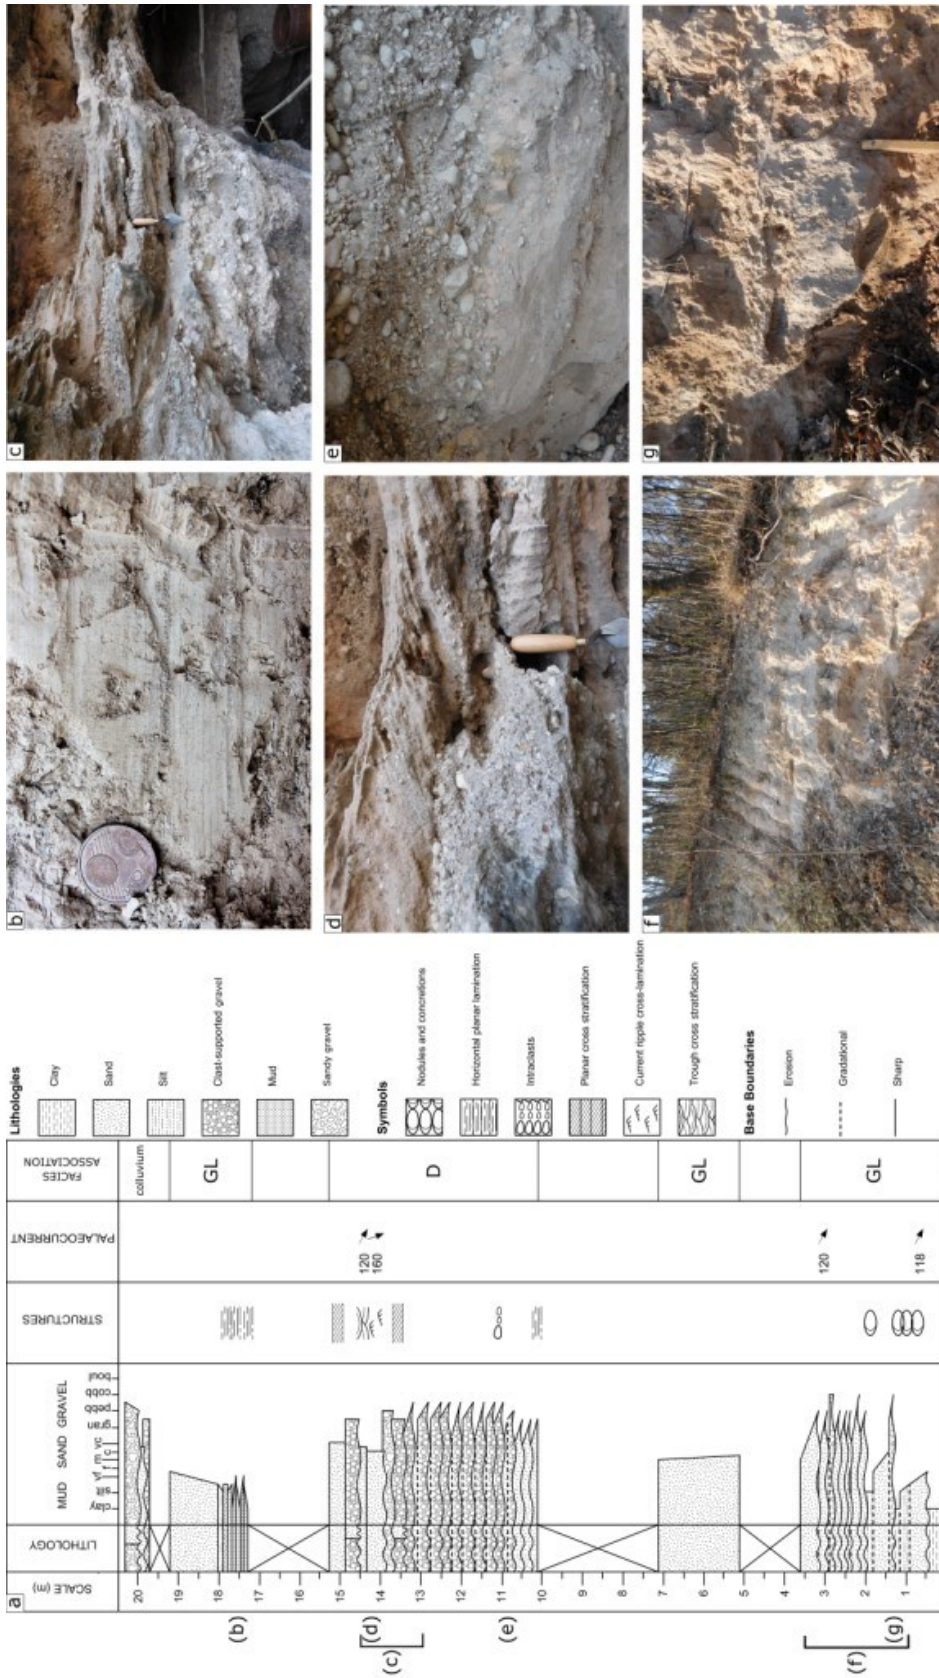 a
SCALE (m)
LITHOLOGY
MUD SAND GRAVEL
clay
silt
vf
f
m
c
vc
gran
pebb
cobb
boul
STRUCTURES
PALAEOCURRENT
FACIES
ASSOCIATION
20
19
18
17
16
15
14
13
12
11
10
9
8
7
6
5
4
3
2
1
(b)
(d)
(c)
(e)
(f)
(g)
120
160
120
118
colluvium
GL
D
GL
GL
Lithologies
Clay
Sand
Silt
Clast-supported gravel
Mud
Sandy gravel
Symbols
Nodules and concretions
Horizontal planar lamination
Intraclasts
Planar cross stratification
Current ripple cross-lamination
Trough cross stratification
Base Boundaries
Erosion
Gradational
Sharp
b
c
d
e
f
g